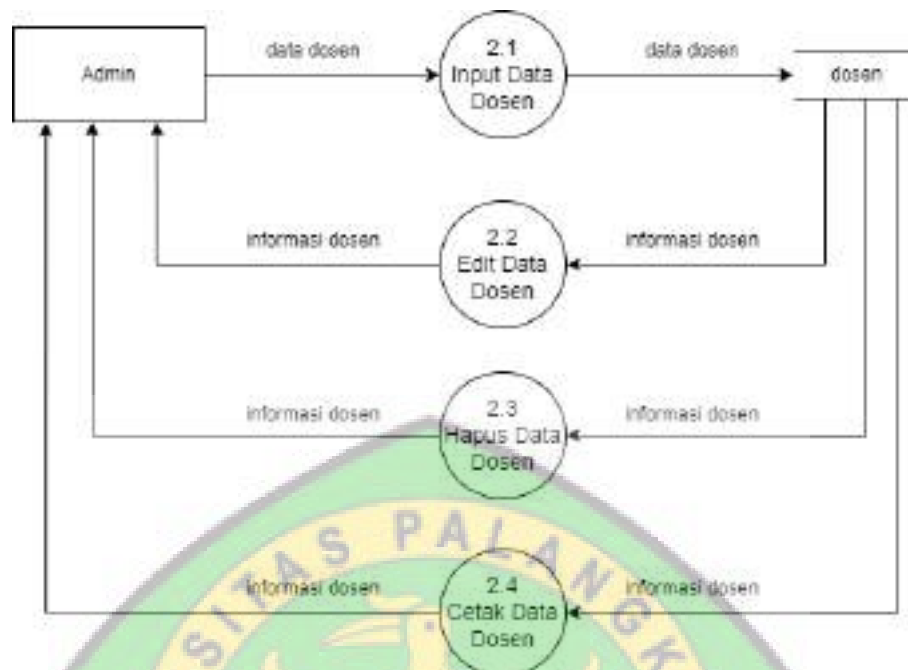 Admin
data dosen
2.1
Input Data
Dosen
data dosen
dosen
informasi dosen
2.2
Edit Data
Dosen
informasi dosen
informasi dosen
2.3
Hapus Data
Dosen
informasi dosen
SITAS PALANGK
informasi dosen
2.4
Cetak Data
Dosen
informasi dosen